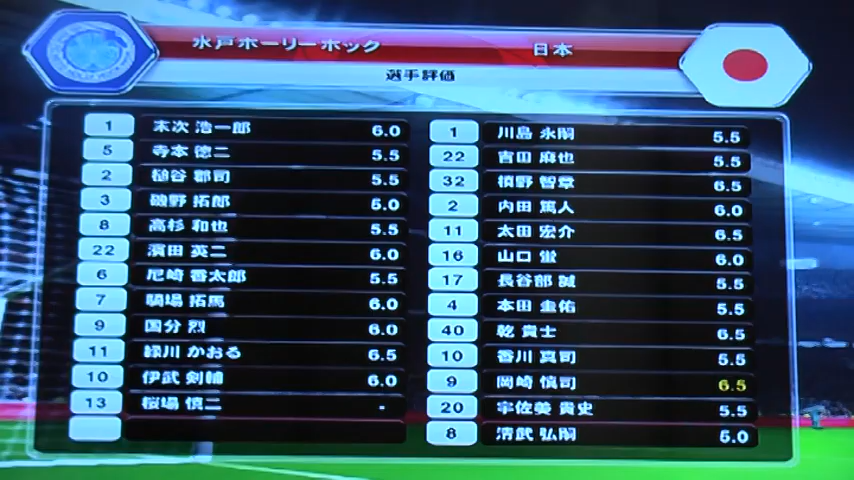 水戸ホーリーホック 日本
選手評価
1 末次 浩一郎 6.0
5 寺本 徳二 5.5
2 槌谷 郡司 5.5
3 磯野 拓郎 5.0
8 高杉 和也 5.5
22 濱田 英二 6.0
6 尼崎 香太郎 5.5
7 騎場 拓馬 6.0
9 国分 烈 6.0
11 緑川 かおる 6.5
10 伊武 剣輔 6.0
13 桜場 慎二 -
1 川島 永嗣 5.5
22 吉田 麻也 5.5
32 槙野 智章 6.5
2 内田 篤人 6.0
11 太田 宏介 6.5
16 山口 蛍 6.0
17 長谷部 誠 5.5
4 本田 圭佑 5.5
40 乾 貴士 6.5
10 香川 真司 5.5
9 岡崎 慎司 6.5
20 宇佐美 貴史 5.5
8 清武 弘嗣 5.0